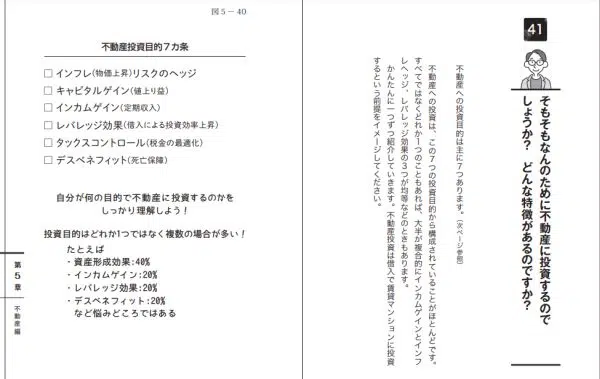 41
そもそもなんのために不動産に投資するので
しょうか？　どんな特徴があるのですか？
不動産への投資目的は主に7つあります。（次ページ参照）
不動産への投資は、この7つの投資目的から構成されていることがほとんどです。
すべてではなくどれか1つのこともあれば、大半が複合的にインカムゲインとインフ
レヘッジ、レバレッジ効果の3つが均等などのときもあります。
かんたんに一つずつ紹介していきます。不動産投資は借入で賃貸マンションに投資
するという前提をイメージしてください。
図5－40
不動産投資目的7カ条
□ インフレ(物価上昇)リスクのヘッジ
□ キャピタルゲイン(値上り益)
□ インカムゲイン(定期収入)
□ レバレッジ効果(借入による投資効率上昇)
□ タックスコントロール(税金の最適化)
□ デスベネフィット(死亡保障)
自分が何の目的で不動産に投資するのかを
しっかり理解しよう！
投資目的はどれか1つではなく複数の場合が多い！
たとえば
・資産形成効果:40%
・インカムゲイン:20%
・レバレッジ効果:20%
・デスベネフィット:20%
など悩みどころではある
第5章 不動産編